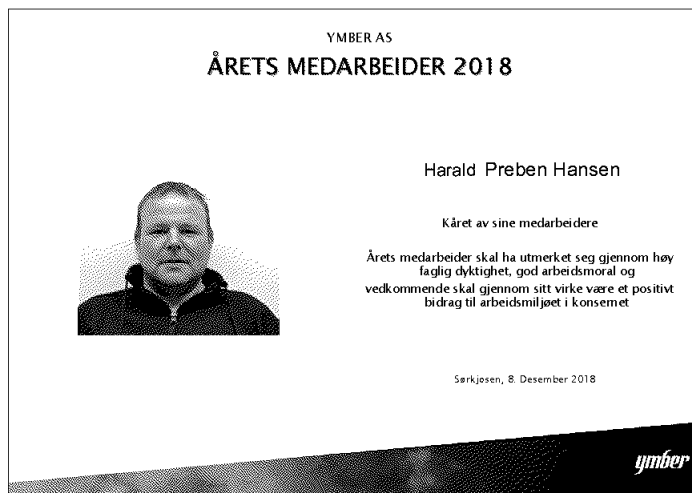 YMBER AS
ÅRETS MEDARBEIDER 2018
Harald Preben Hansen
Kåret av sine medarbeidere
Årets medarbeider skal ha utmerket seg gjennom høy
faglig dyktighet, god arbeidsmoral og
vedkommende skal gjennom sitt virke være et positivt
bidrag til arbeidsmiljøet i konsernet
Sørkjosen, 8. Desember 2018
ymber